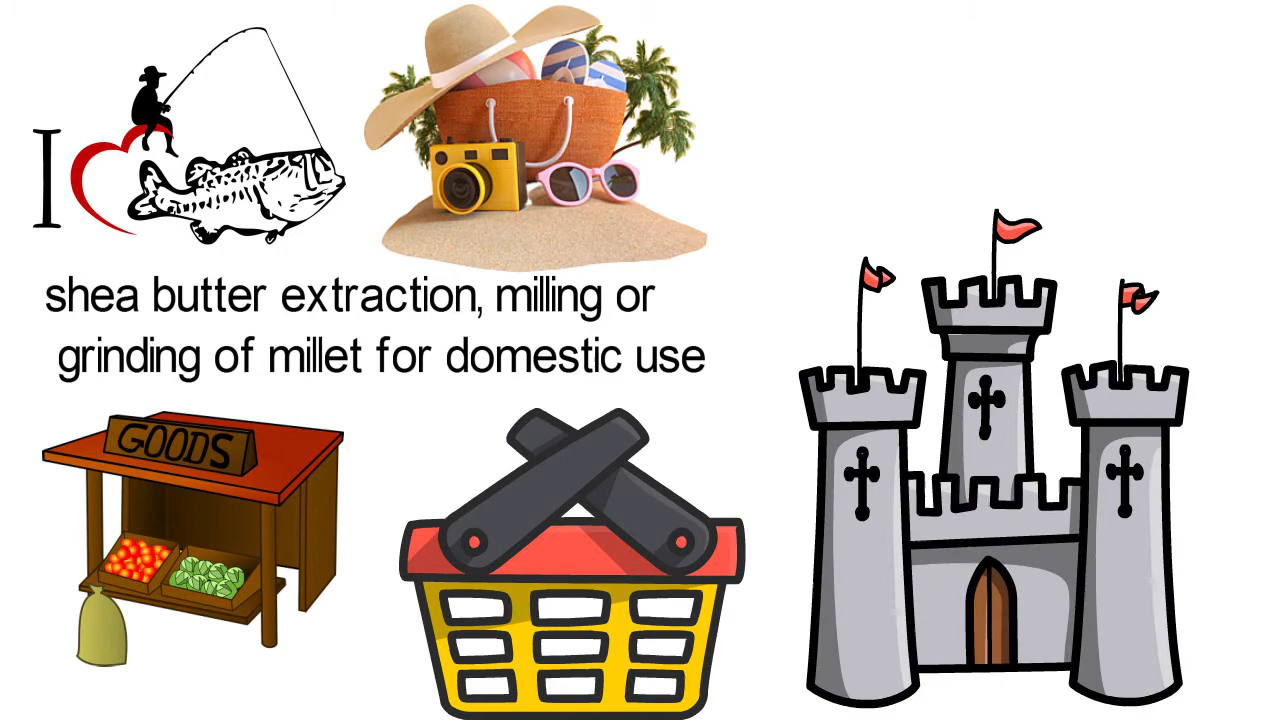 I
shea butter extraction, milling or
grinding of millet for domestic use
GOODS